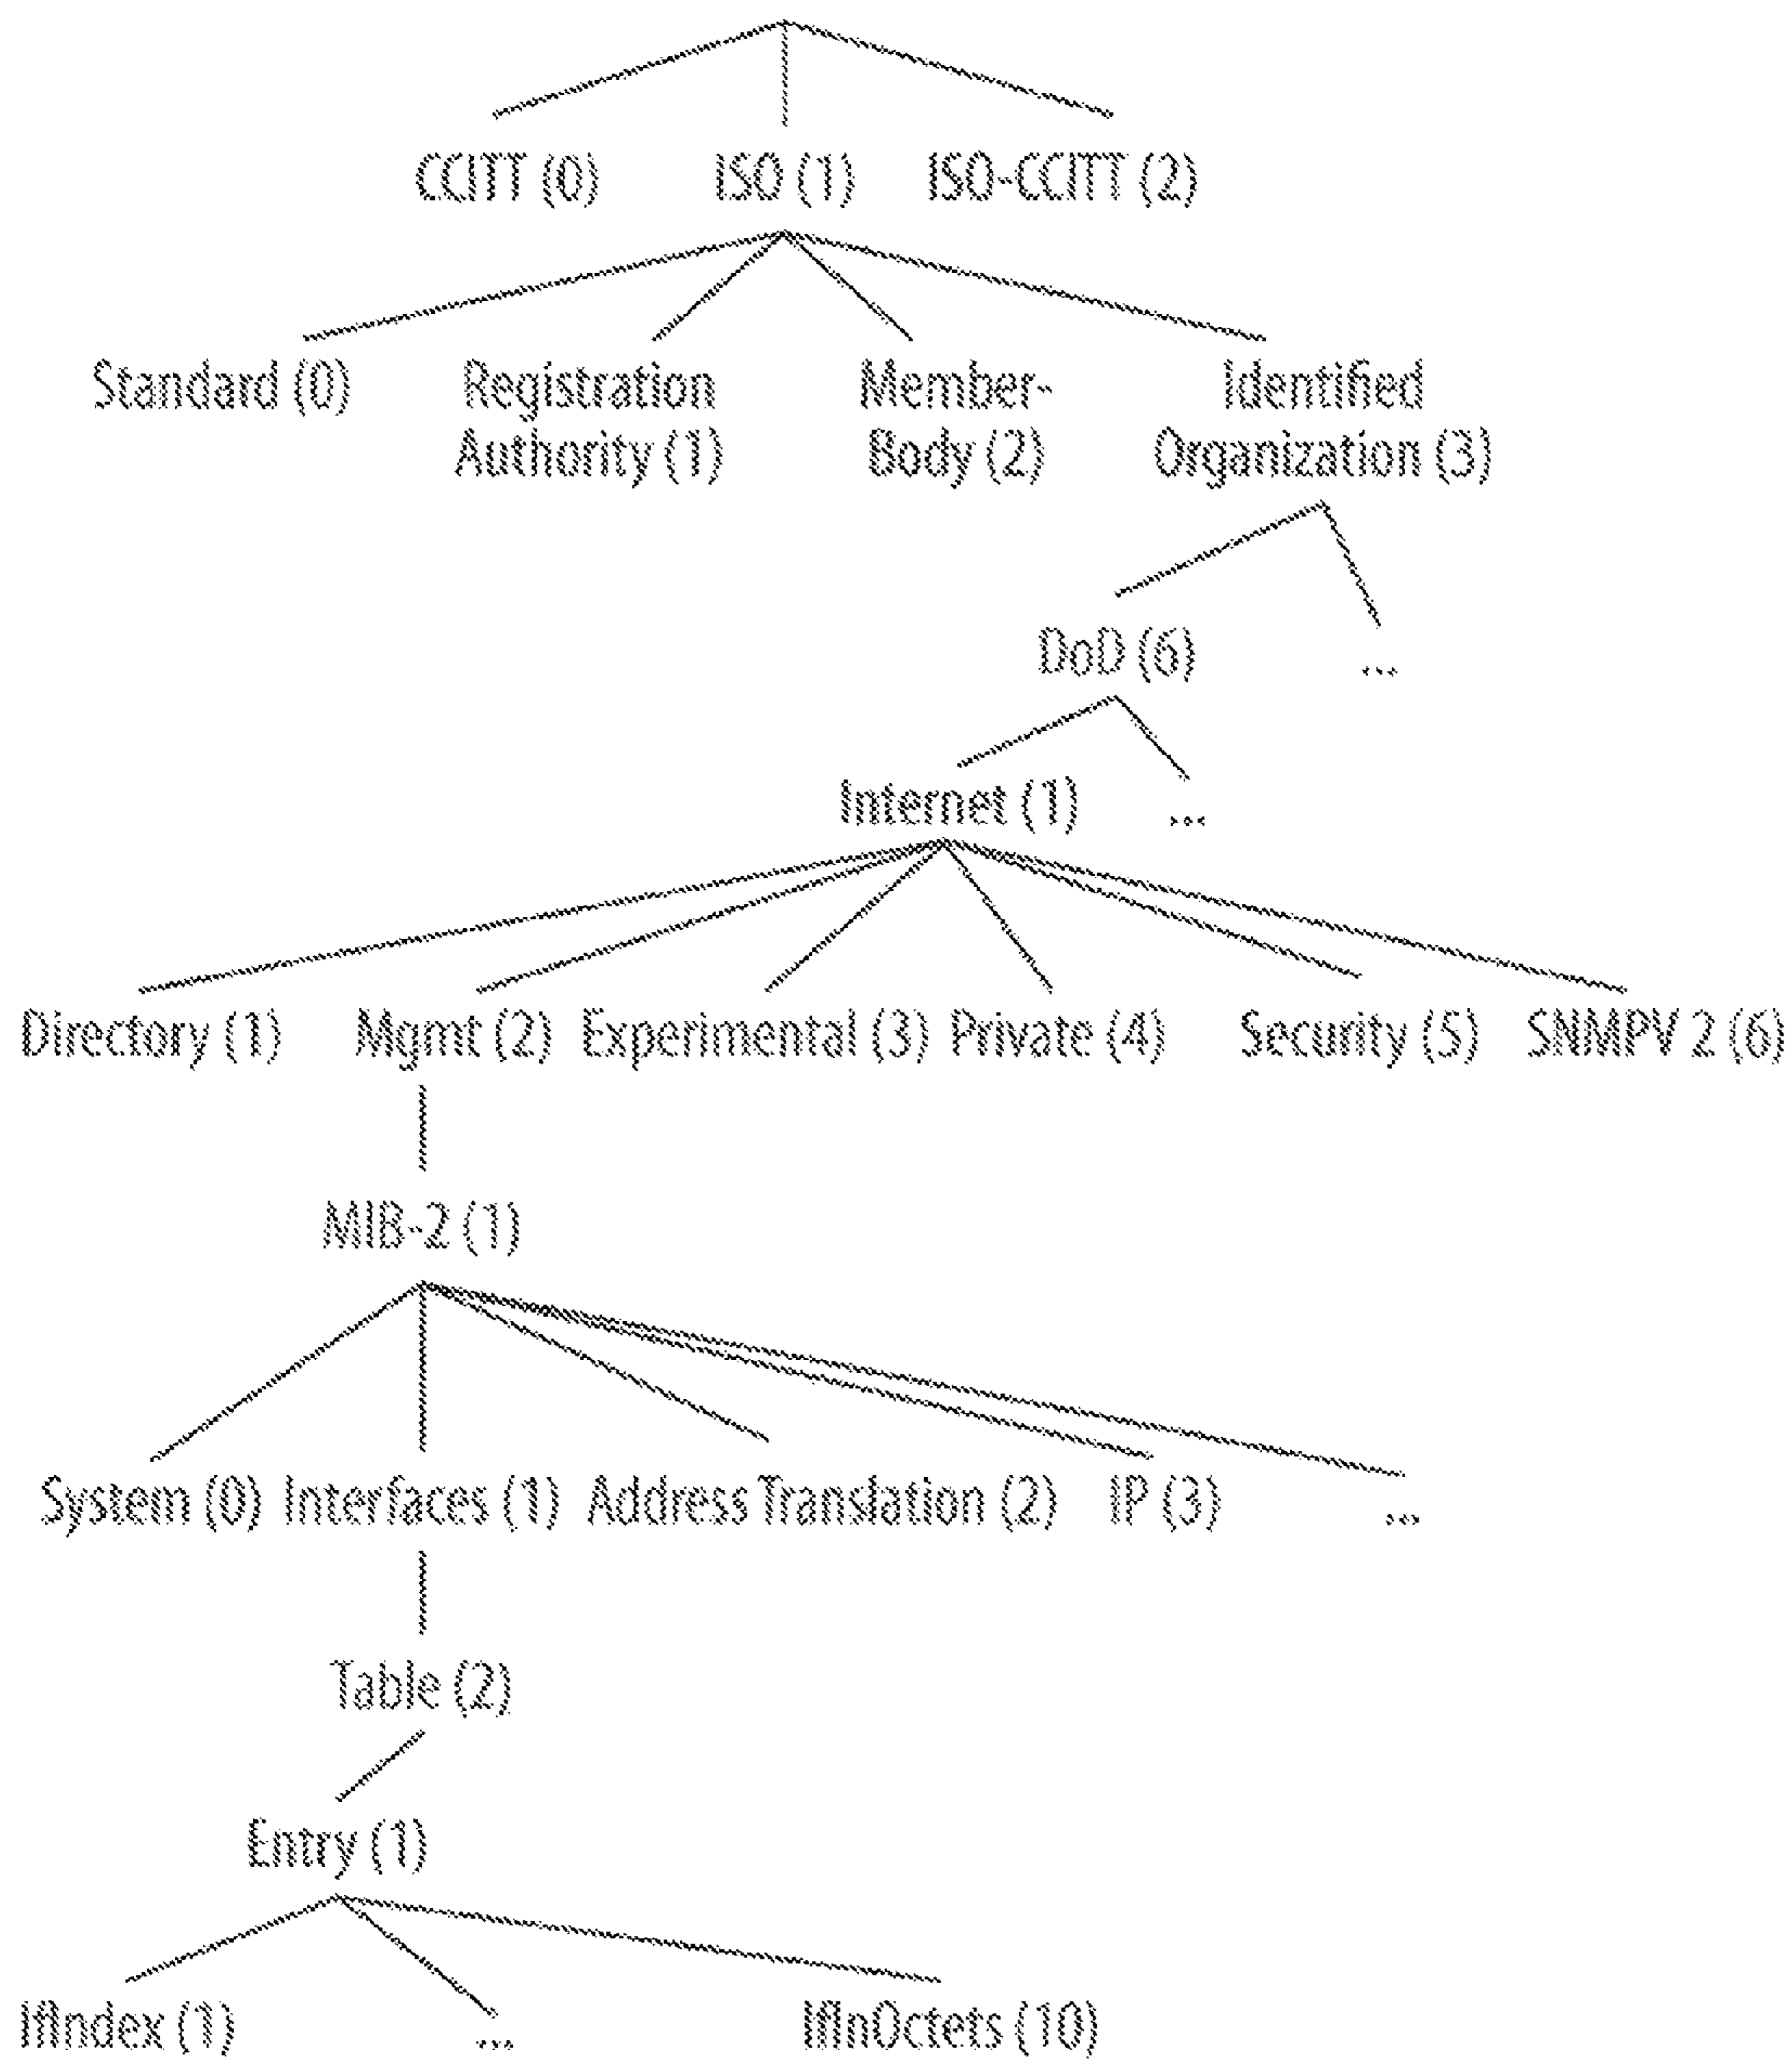 CCITT (0) ISO (1) ISO-CCITT (2)
Standard (0) Registration Member- Identified
Authority (1) Body (2) Organization (3)
DoD (6) ...
Internet (1) ...
Directory (1) Mgmt (2) Experimental (3) Private (4) Security (5) SNMPV 2 (6)
MIB-2 (1)
System (0) Interfaces (1) Address Translation (2) IP (3) ...
Table (2)
Entry (1)
IfIndex (1) ... IfInOctets (10)